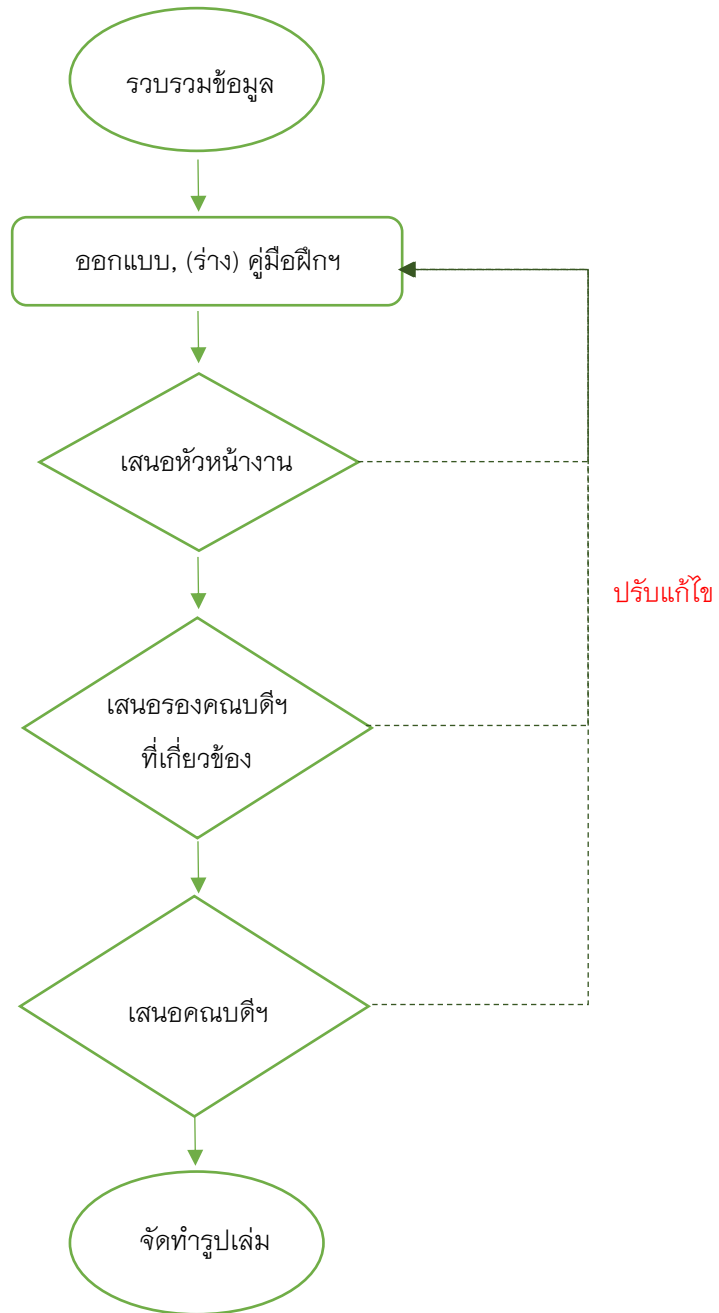 รวบรวมข้อมูล
ออกแบบ, (ร่าง) คู่มือฝึกฯ
เสนอหัวหน้างาน
ปรับแก้ไข
เสนอรองคณบดีฯ
ที่เกี่ยวข้อง
เสนอคณบดีฯ
จัดทำรูปเล่ม